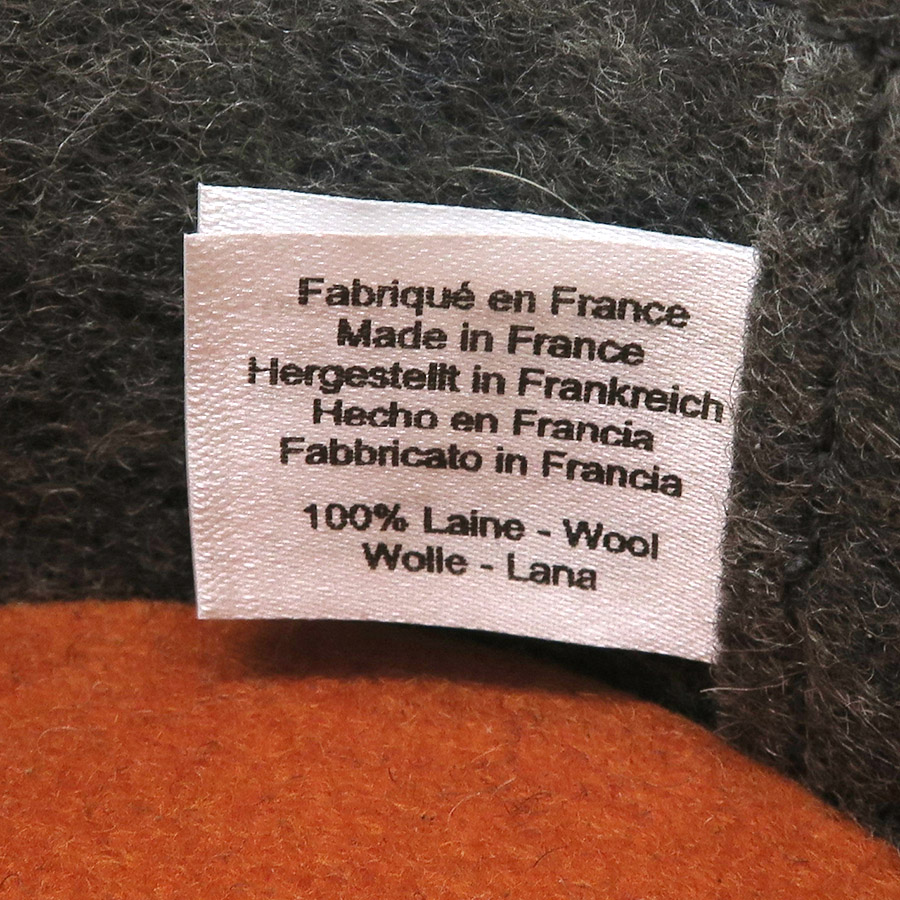 Fabriqué en France
Made in France
Hergestellt in Frankreich
Hecho en Francia
Fabbricato in Francia
100% Laine - Wool
Wolle - Lana